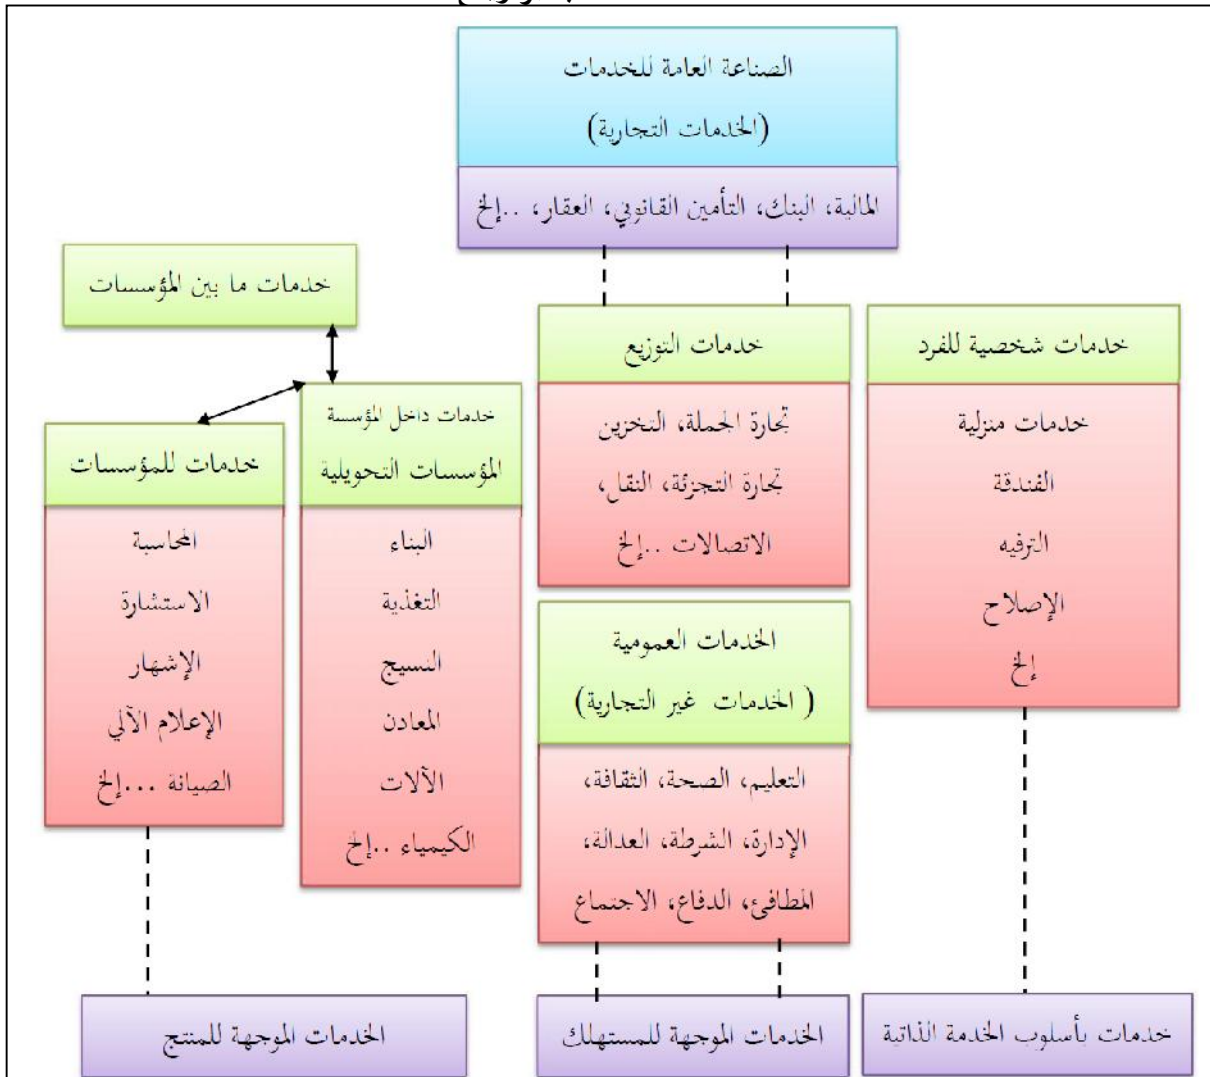 الصناعة العامة للخدمات
(الخدمات التجارية)
المالية، البنك، التأمين القانوني، العقار، ..إلخ
خدمات ما بين المؤسسات
خدمات شخصية للفرد
خدمات منزلية
الفندقة
الترفيه
الإصلاح
إلخ
خدمات التوزيع
تجارة الجملة، التخزين
تجارة التجزئة، النقل،
الاتصالات ..إلخ
خدمات داخل المؤسسة
المؤسسات التحويلية
البناء
التغذية
النسيج
المعادن
الآلات
الكيمياء ..إلخ
خدمات للمؤسسات
المحاسبة
الاستشارة
الإشهار
الإعلام الآلي
الصيانة ...إلخ
الخدمات العمومية
( الخدمات غير التجارية)
التعليم، الصحة، الثقافة،
الإدارة، الشرطة، العدالة،
المطافئ، الدفاع، الاجتماع
خدمات بأسلوب الخدمة الذاتية
الخدمات الموجهة للمستهلك
الخدمات الموجهة للمنتج